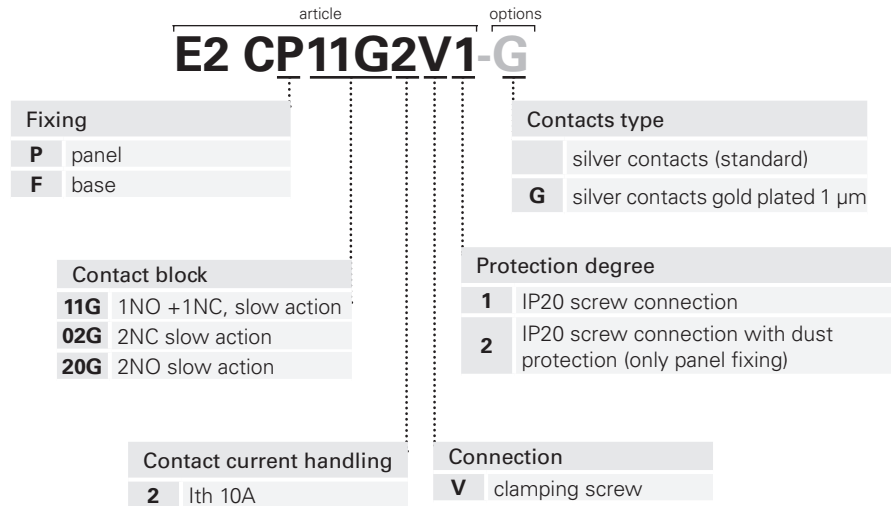 article options
E2 CP11G2V1-G
Fixing
P panel
F base
Contacts type
silver contacts (standard)
G silver contacts gold plated 1 µm
Contact block
11G 1NO +1NC, slow action
02G 2NC slow action
20G 2NO slow action
Protection degree
1 IP20 screw connection
2 IP20 screw connection with dust
protection (only panel fixing)
Contact current handling
2 Ith 10A
Connection
V clamping screw